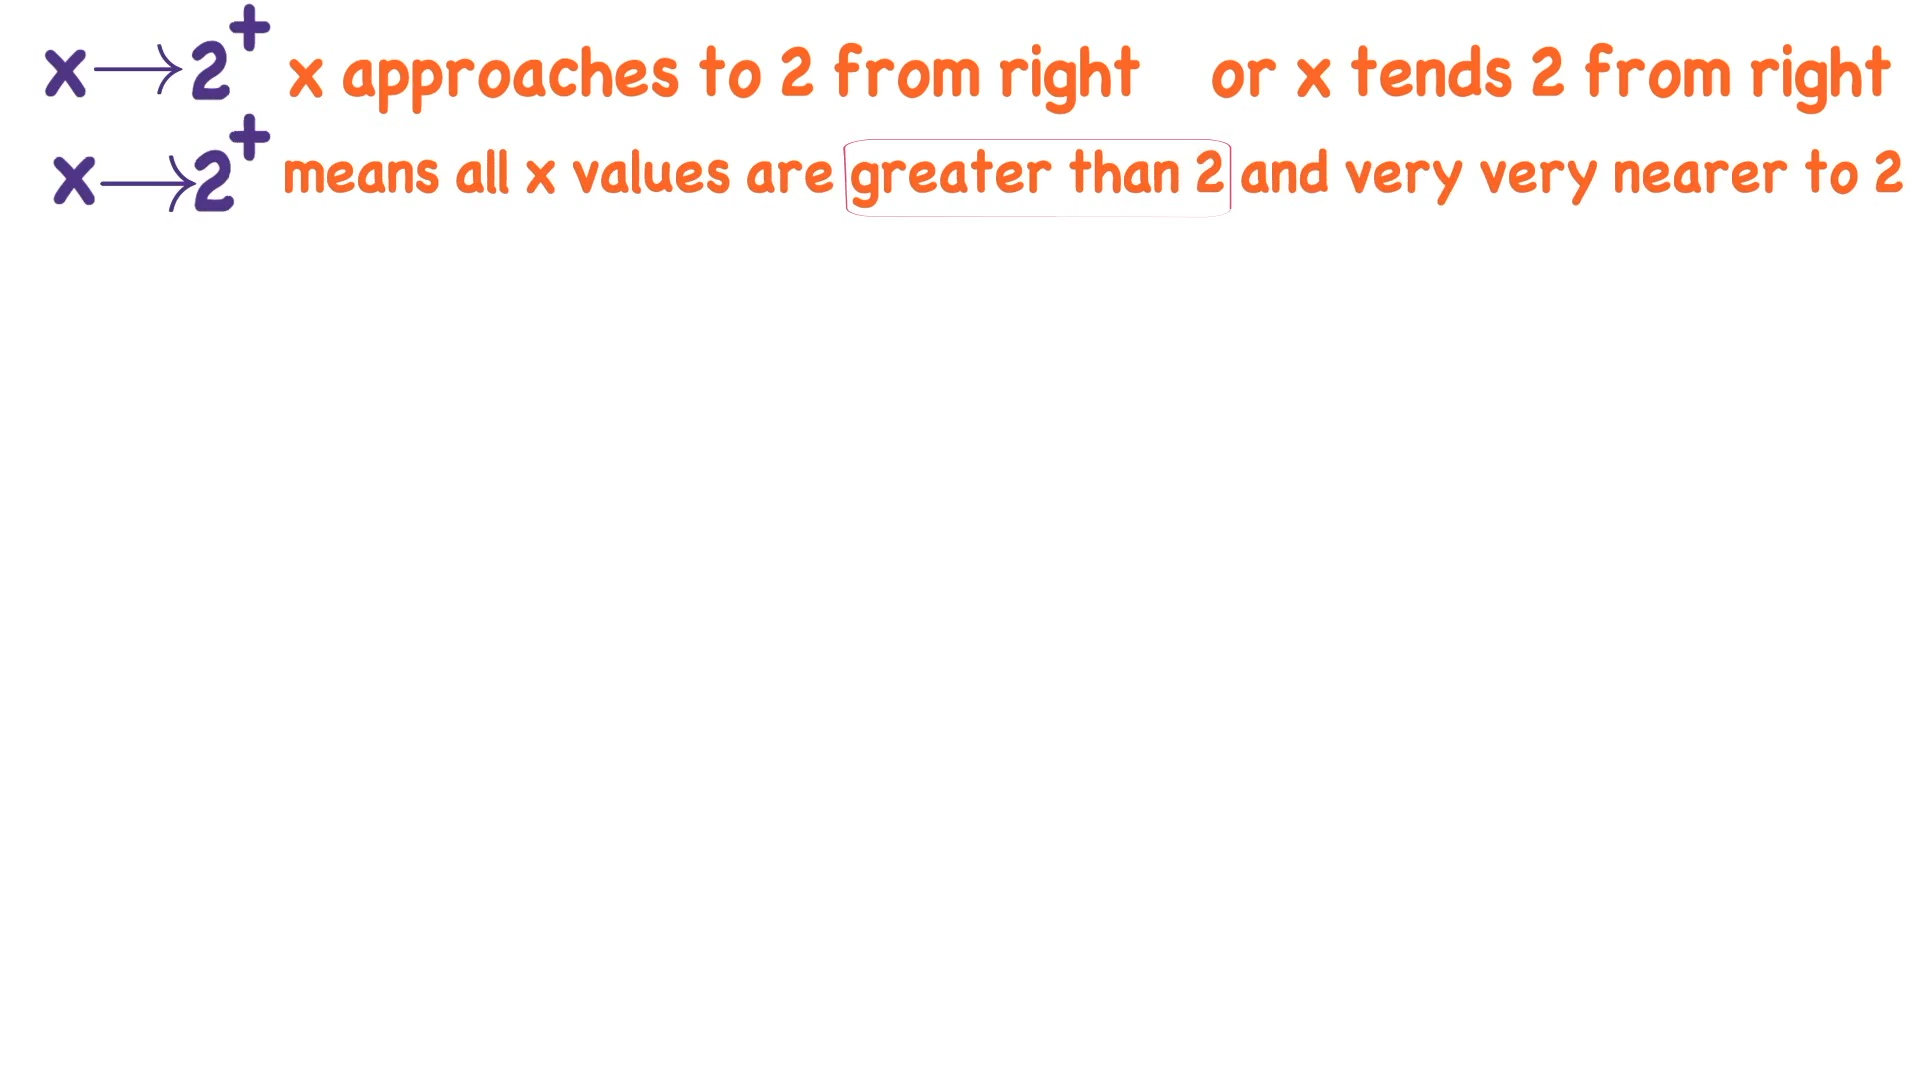 x→2⁺ x approaches to 2 from right or x tends 2 from right
x→2⁺ means all x values are greater than 2 and very very nearer to 2